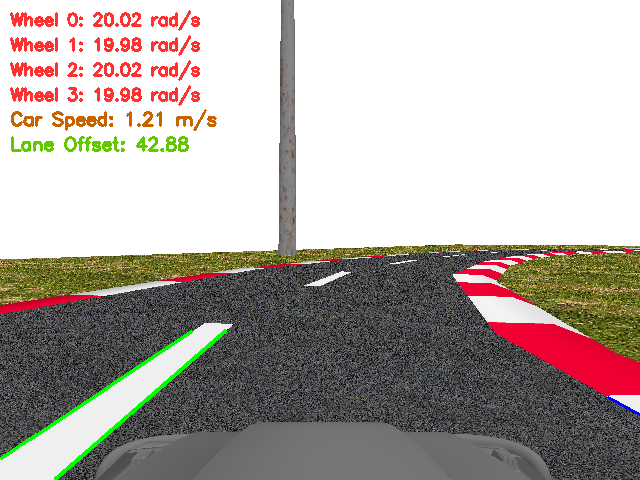 Wheel 0: 20.02 rad/s
Wheel 1: 19.98 rad/s
Wheel 2: 20.02 rad/s
Wheel 3: 19.98 rad/s
Car Speed: 1.21 m/s
Lane Offset: 42.88